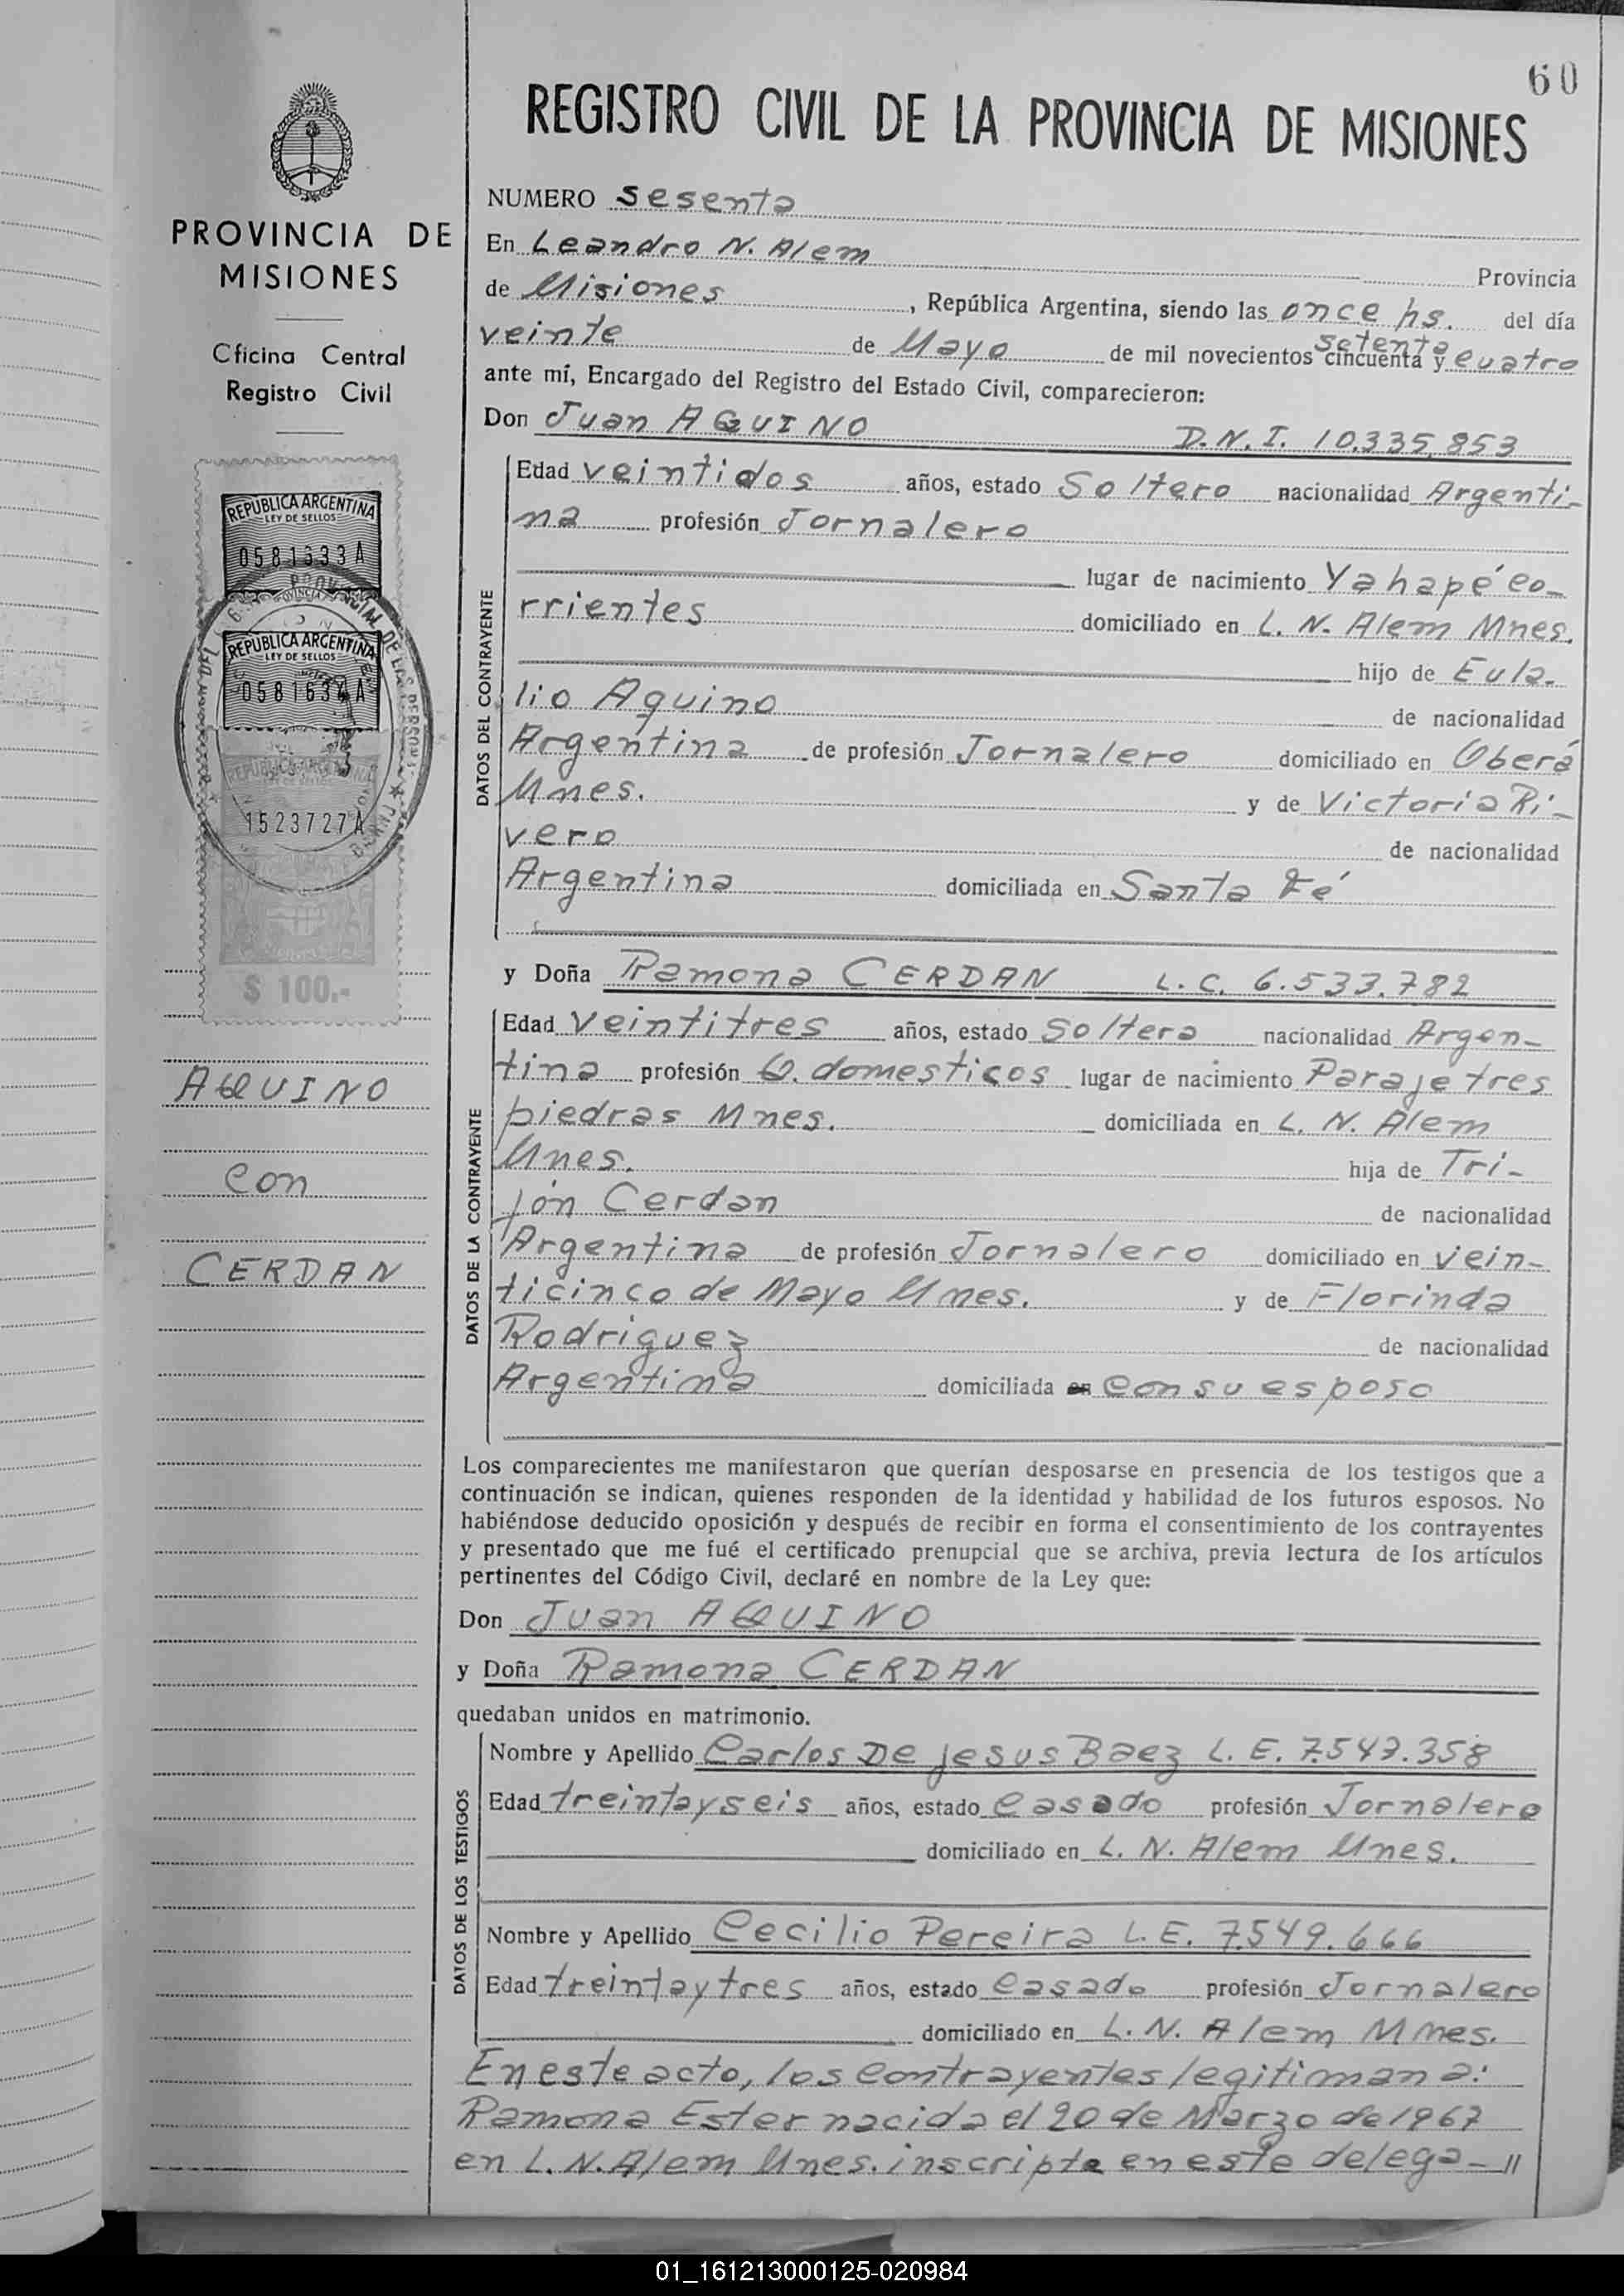 60
REGISTRO CIVIL DE LA PROVINCIA DE MISIONES
PROVINCIA DE
MISIONES
Oficina Central
Registro Civil
REPUBLICA ARGENTINA
LEY DE SELLOS
0581633A
REPUBLICA ARGENTINA
LEY DE SELLOS
0581634A
1523727A
$ 100.-
AQUINO
con
CERDAN
NUMERO sesenta
En Leandro N. Alem Provincia
de Misiones, República Argentina, siendo las once hs. del día
setenta
veinte de Mayo de mil novecientos cincuenta y cuatro
ante mí, Encargado del Registro del Estado Civil, comparecieron:
Don Juan AQUINO D.N.I. 10.335.853
DATOS DEL CONTRAYENTE
Edad veintidos años, estado Soltero nacionalidad Argenti-
na profesión Jornalero
lugar de nacimiento Yahapé Co-
rrientes domiciliado en L. N. Alem Mnes.
hijo de Eula-
lio Aquino de nacionalidad
Argentina de profesión Jornalero domiciliado en Oberá
Mnes. y de Victoria Ri-
vero de nacionalidad
Argentina domiciliada en Santa Fé
y Doña Ramona CERDAN L. C. 6.533.782
DATOS DE LA CONTRAYENTE
Edad veintitres años, estado soltera nacionalidad Argen-
tina profesión Q. domesticos lugar de nacimiento Paraje tres
piedras Mnes. domiciliada en L. N. Alem
Mnes. hija de Tri-
fón Cerdan de nacionalidad
Argentina de profesión Jornalero domiciliado en vein-
ticinco de Mayo Mnes. y de Florinda
Rodriguez de nacionalidad
Argentina domiciliada en con su esposo
Los comparecientes me manifestaron que querían desposarse en presencia de los testigos que a
continuación se indican, quienes responden de la identidad y habilidad de los futuros esposos. No
habiéndose deducido oposición y después de recibir en forma el consentimiento de los contrayentes
y presentado que me fué el certificado prenupcial que se archiva, previa lectura de los artículos
pertinentes del Código Civil, declaré en nombre de la Ley que:
Don Juan AQUINO
y Doña Ramona CERDAN
quedaban unidos en matrimonio.
DATOS DE LOS TESTIGOS
Nombre y Apellido Carlos De Jesus Baez L. E. 7.547.358
Edad treintayseis años, estado casado profesión Jornalero
domiciliado en L. N. Alem Mnes.
Nombre y Apellido Cecilio Pereira L.E. 7.549.666
Edad treintaytres años, estado casado profesión Jornalero
domiciliado en L. N. Alem Mnes.
En este acto, los contrayentes legitiman a:
Ramona Ester nacida el 20 de Marzo de 1967
en L. N. Alem Mnes. inscripta en este delega- //
01_161213000125-020984